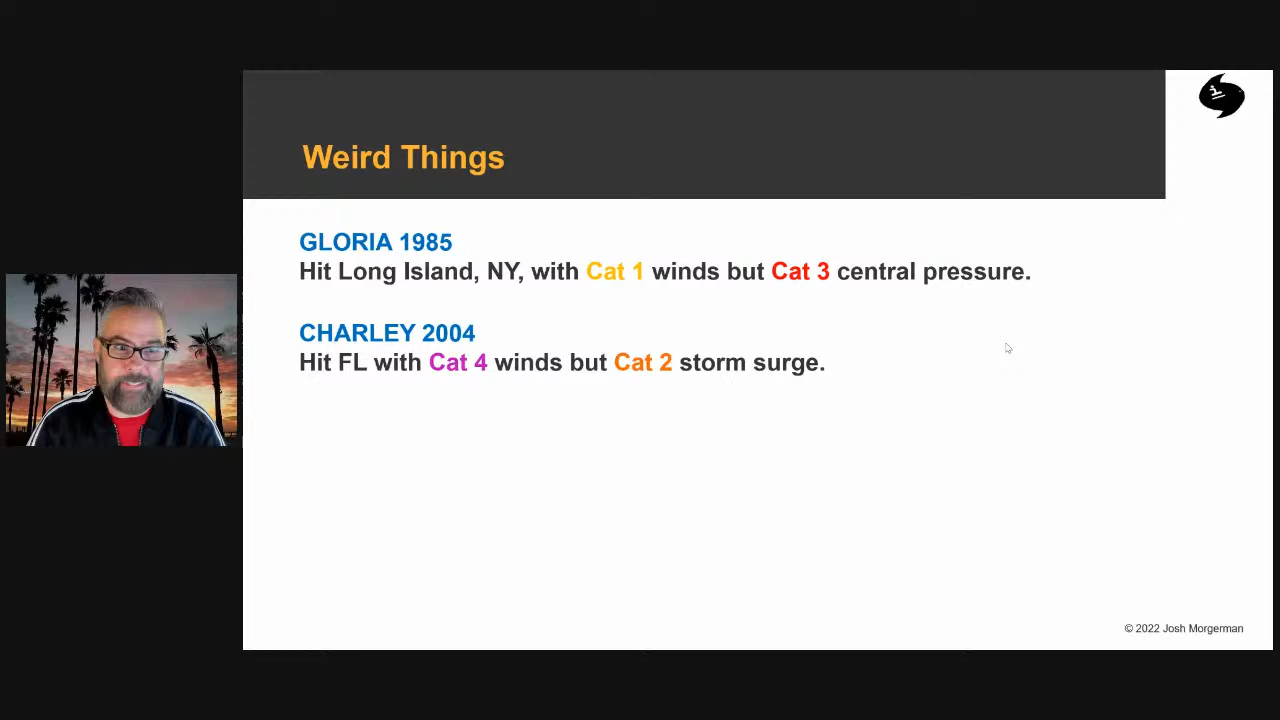 Weird Things
GLORIA 1985
Hit Long Island, NY, with Cat 1 winds but Cat 3 central pressure.
CHARLEY 2004
Hit FL with Cat 4 winds but Cat 2 storm surge.
© 2022 Josh Morgerman